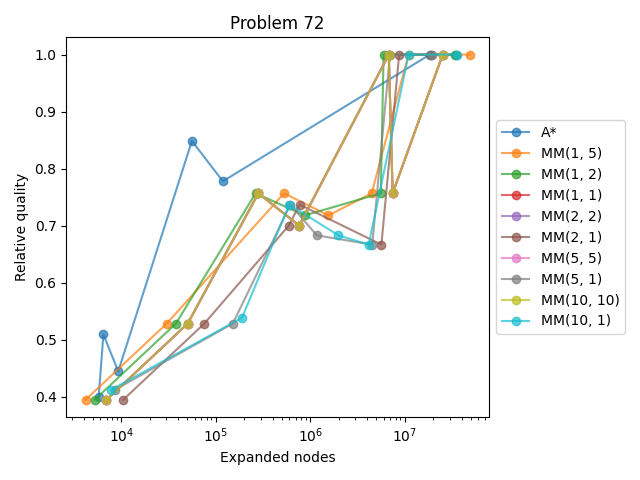 Problem 72
Relative quality
1.0
0.9
0.8
0.7
0.6
0.5
0.4
10^4 10^5 10^6 10^7
Expanded nodes
A*
MM(1, 5)
MM(1, 2)
MM(1, 1)
MM(2, 2)
MM(2, 1)
MM(5, 5)
MM(5, 1)
MM(10, 10)
MM(10, 1)